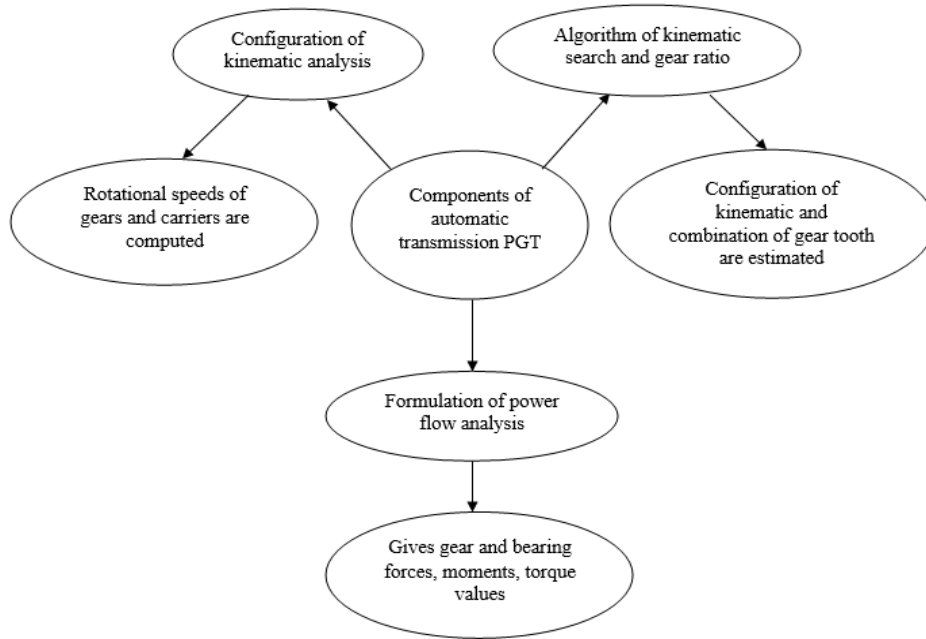 Configuration of
kinematic analysis
Algorithm of kinematic
search and gear ratio
Rotational speeds of
gears and carriers are
computed
Components of
automatic
transmission PGT
Configuration of
kinematic and
combination of gear tooth
are estimated
Formulation of power
flow analysis
Gives gear and bearing
forces, moments, torque
values